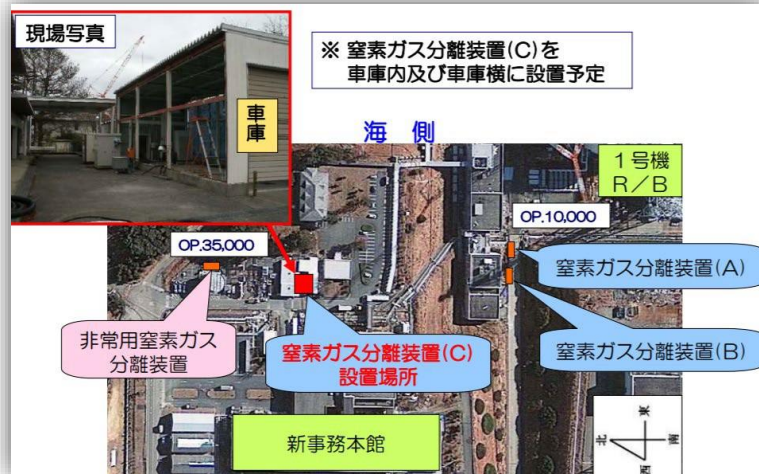 現場写真
※ 窒素ガス分離装置(C)を
車庫内及び車庫横に設置予定
車
庫
海 側
1号機
R／B
OP.10,000
OP.35,000
窒素ガス分離装置(A)
非常用窒素ガス
分離装置
窒素ガス分離装置(C)
設置場所
窒素ガス分離装置(B)
新事務本館
東
北
南
西